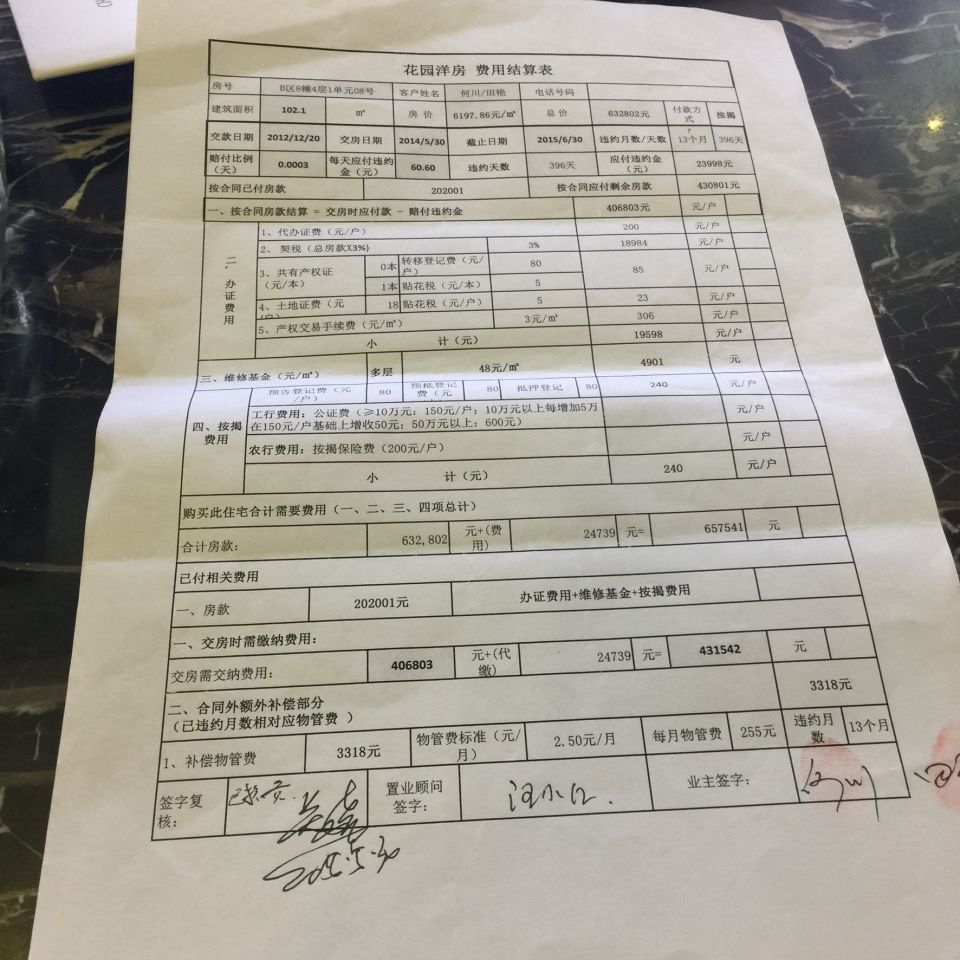 花园洋房 费用结算表
房号 B区8幢4层1单元08号 客户姓名 何川/田艳 电话号码
建筑面积 102.1 ㎡ 房 价 6197.86元/㎡ 总 价 632802元 付款方式 按揭
交款日期 2012/12/20 交房日期 2014/5/30 截止日期 2015/6/30 违约月数/天数 13个月 396天
赔付比例(天) 0.0003 每天应付违约金(元) 60.60 违约天数 396天 应付违约金(元) 23998元
按合同已付房款 202001 按合同应付剩余房款 430801元
一、按合同房款结算 = 交房时应付款 - 赔付违约金 406803元 元/户
二、办证费用
1、代办证费(元/户) 200 元/户
2、契税(总房款X3%) 3% 18984 元/户
3、共有产权证(元/本) 0本 转移登记费(元/户) 80 85 元/户
1本 贴花税(元/本) 5
4、土地证费(元 18 贴花税(元/户) 5 23 元/户
5、产权交易手续费(元/㎡) 3元/㎡ 306 元/户
小 计(元) 19598 元/户
三、维修基金(元/㎡) 多层 48元/㎡ 4901 元
四、按揭费用
预告登记费(元/户) 80 预抵登记费(元 80 抵押登记 80 240 元/户
工行费用:公证费(≥10万元:150元/户;10万元以上每增加5万
在150元/户基础上增收50元;50万元以上;600元) 元/户
农行费用:按揭保险费(200元/户) 元/户
小 计(元) 240 元/户
购买此住宅合计需要费用(一、二、三、四项总计)
合计房款: 632,802 元+(费用) 24739 元= 657541 元
已付相关费用
一、房款 202001元 办证费用+维修基金+按揭费用
一、交房时需缴纳费用:
交房需交纳费用: 406803 元+(代缴) 24739 元= 431542 元
二、合同外额外补偿部分
(已违约月数相对应物管费 ) 3318元
1、补偿物管费 3318元 物管费标准(元/月) 2.50元/月 每月物管费 255元 违约月数 13个月
签字复核: 置业顾问签字: 汪小仁. 业主签字: 何川
2015.5.30